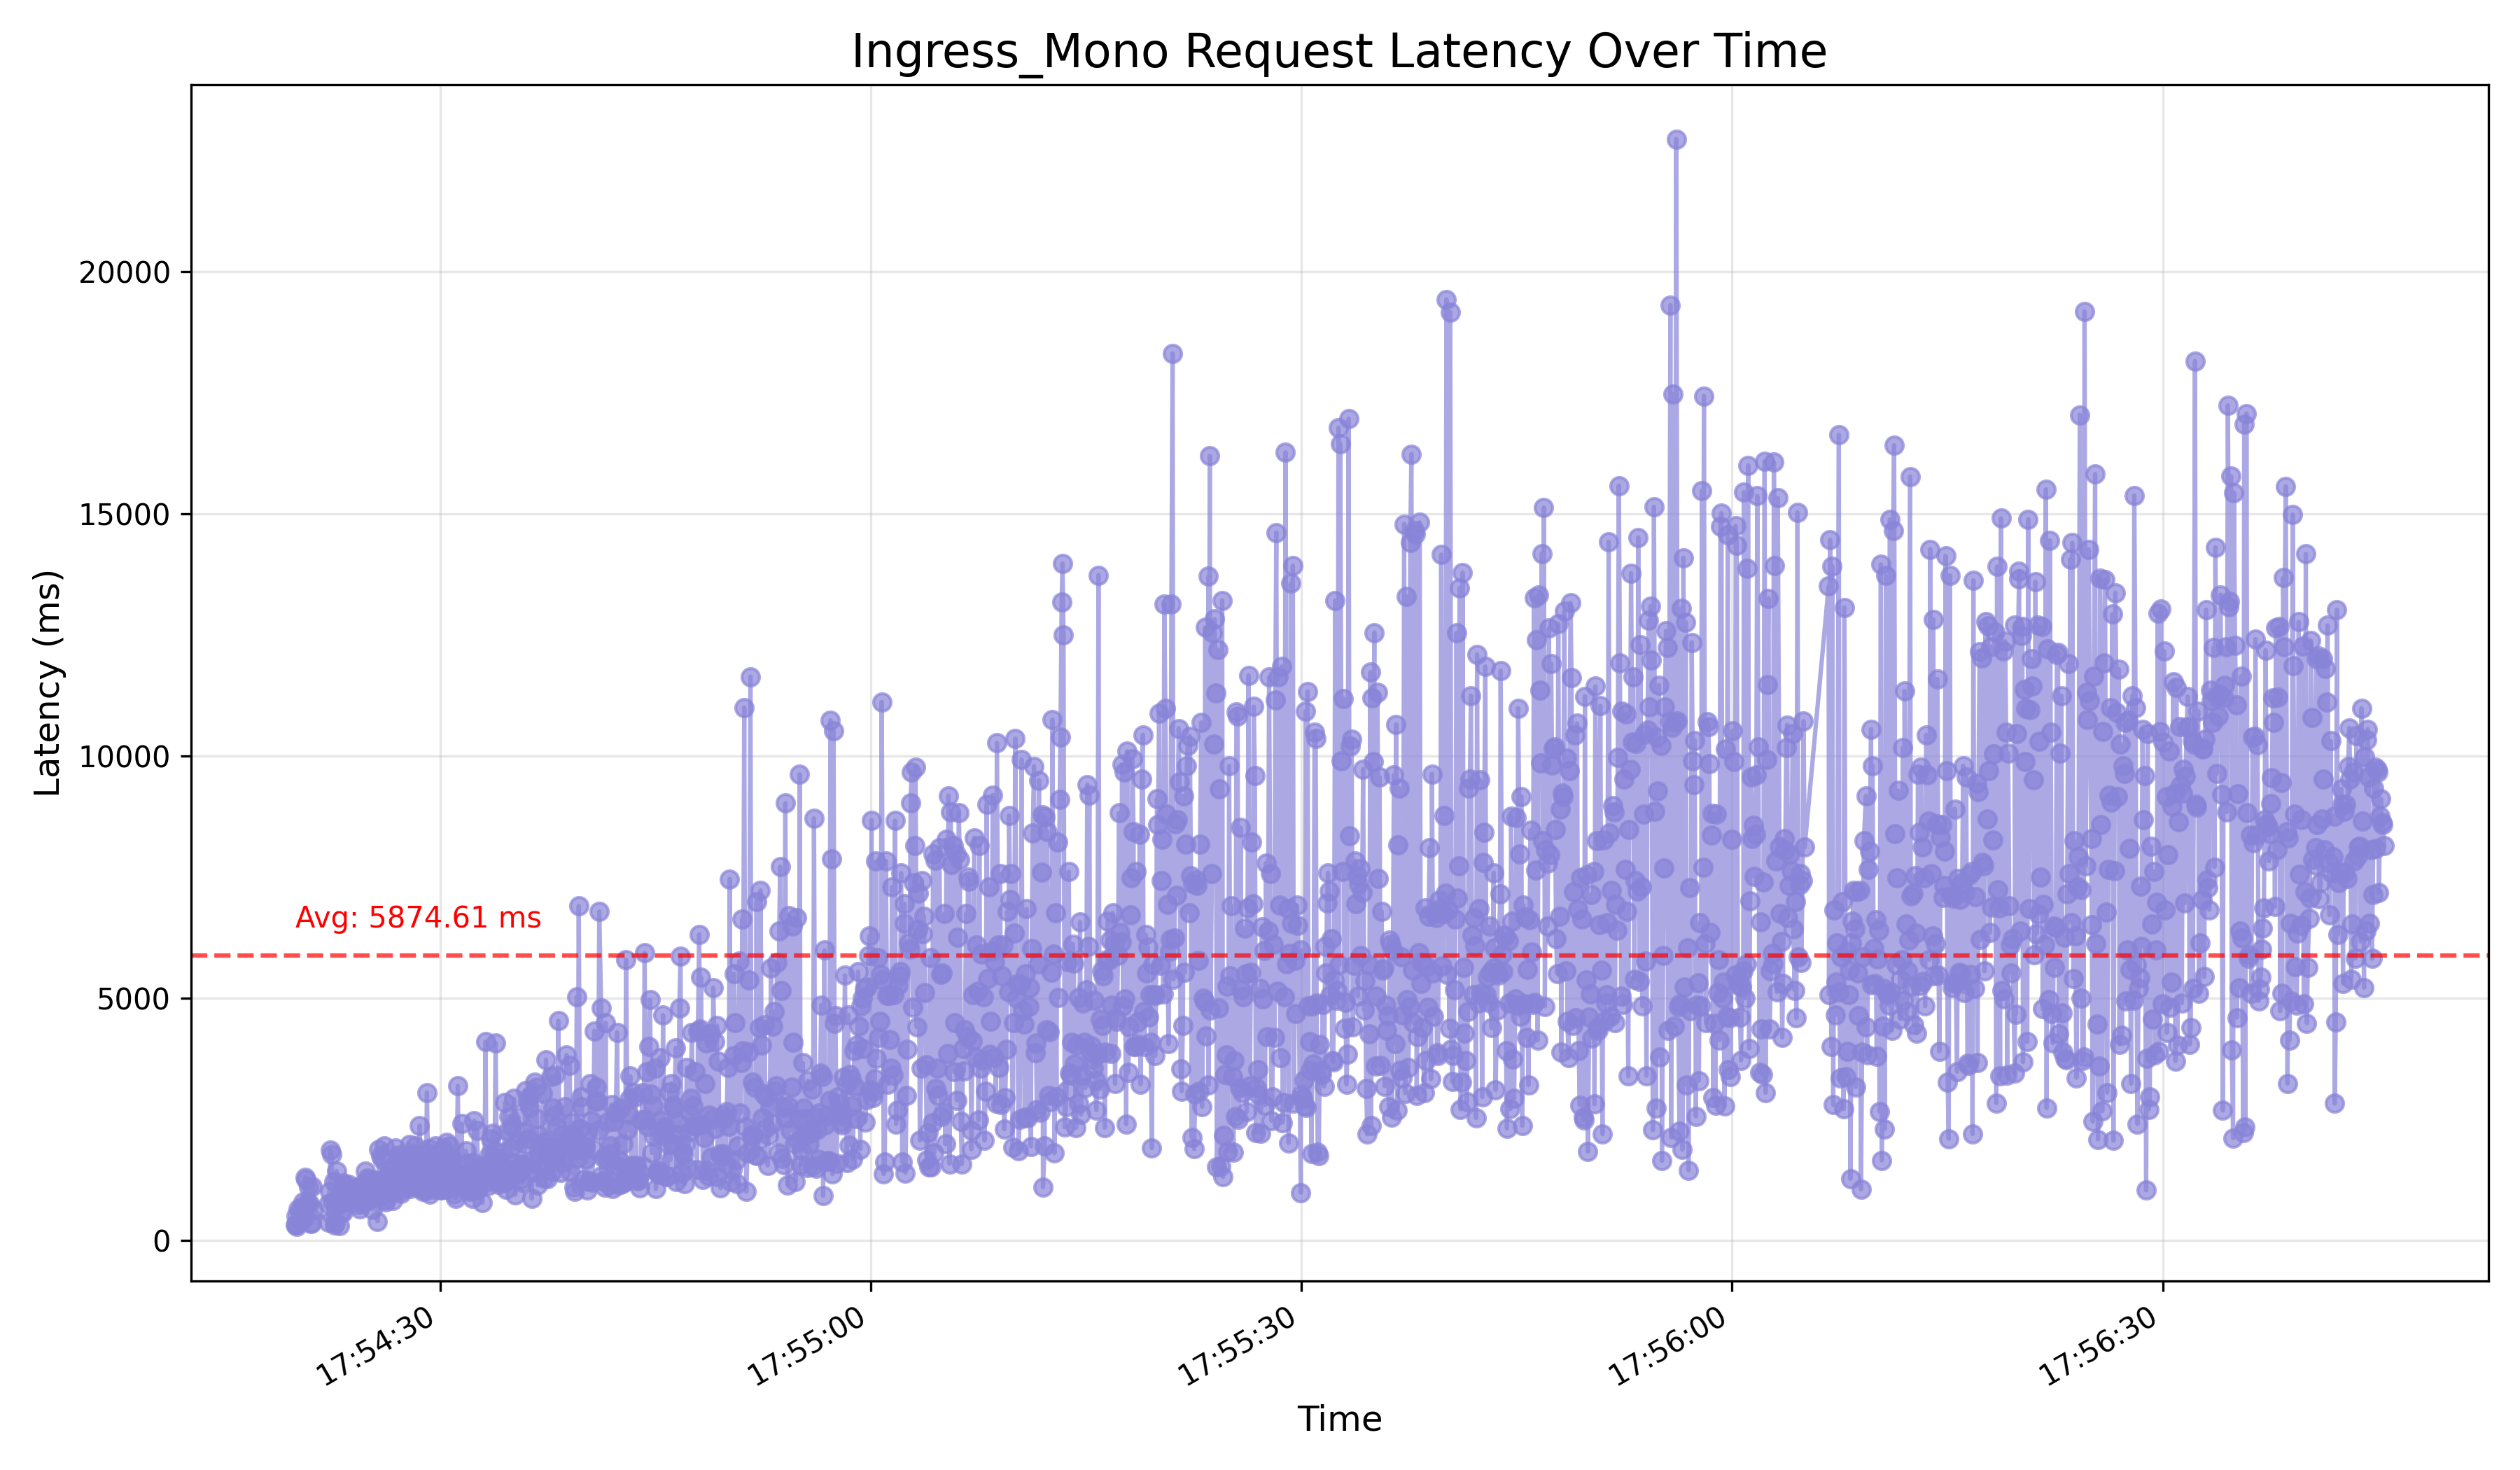 Ingress_Mono Request Latency Over Time
20000
15000
10000
5000
0
Latency (ms)
Avg: 5874.61 ms
17:54:30
17:55:00
17:55:30
17:56:00
17:56:30
Time